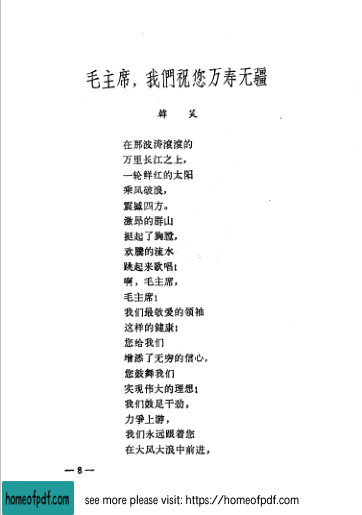 毛主席，我們祝您万寿无疆
韓 笑
在那波涛滾滾的
万里长江之上，
一轮鮮红的太阳
乘风破浪，
震撼四方。
激昂的群山
挺起了胸膛，
欢騰的流水
跳起来歌唱！
啊，毛主席，
毛主席！
我们最敬爱的领袖
这样的健康！
您给我们
增添了无穷的信心，
您鼓舞我们
实现伟大的理想！
我们鼓足干劲，
力爭上游，
我们永远跟着您
在大风大浪中前进，
— 8 —
homeofpdf.com
see more please visit: https://homeofpdf.com